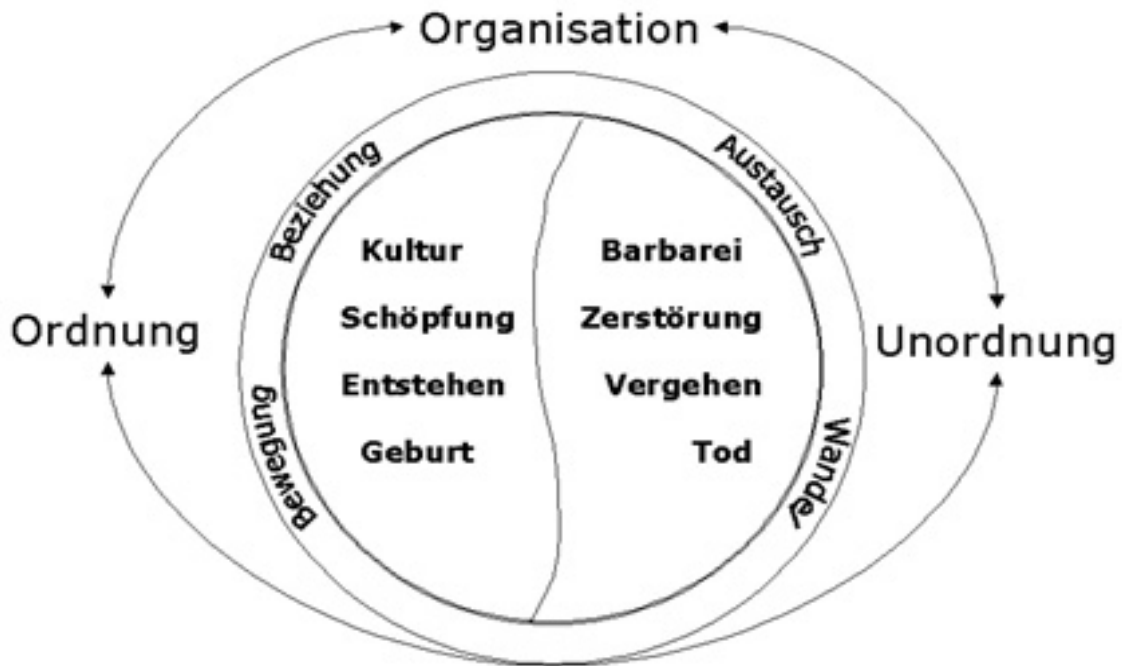 Organisation
Beziehung
Austausch
Kultur
Barbarei
Schöpfung
Zerstörung
Ordnung
Unordnung
Entstehen
Vergehen
Geburt
Tod
Bewegung
Wandel